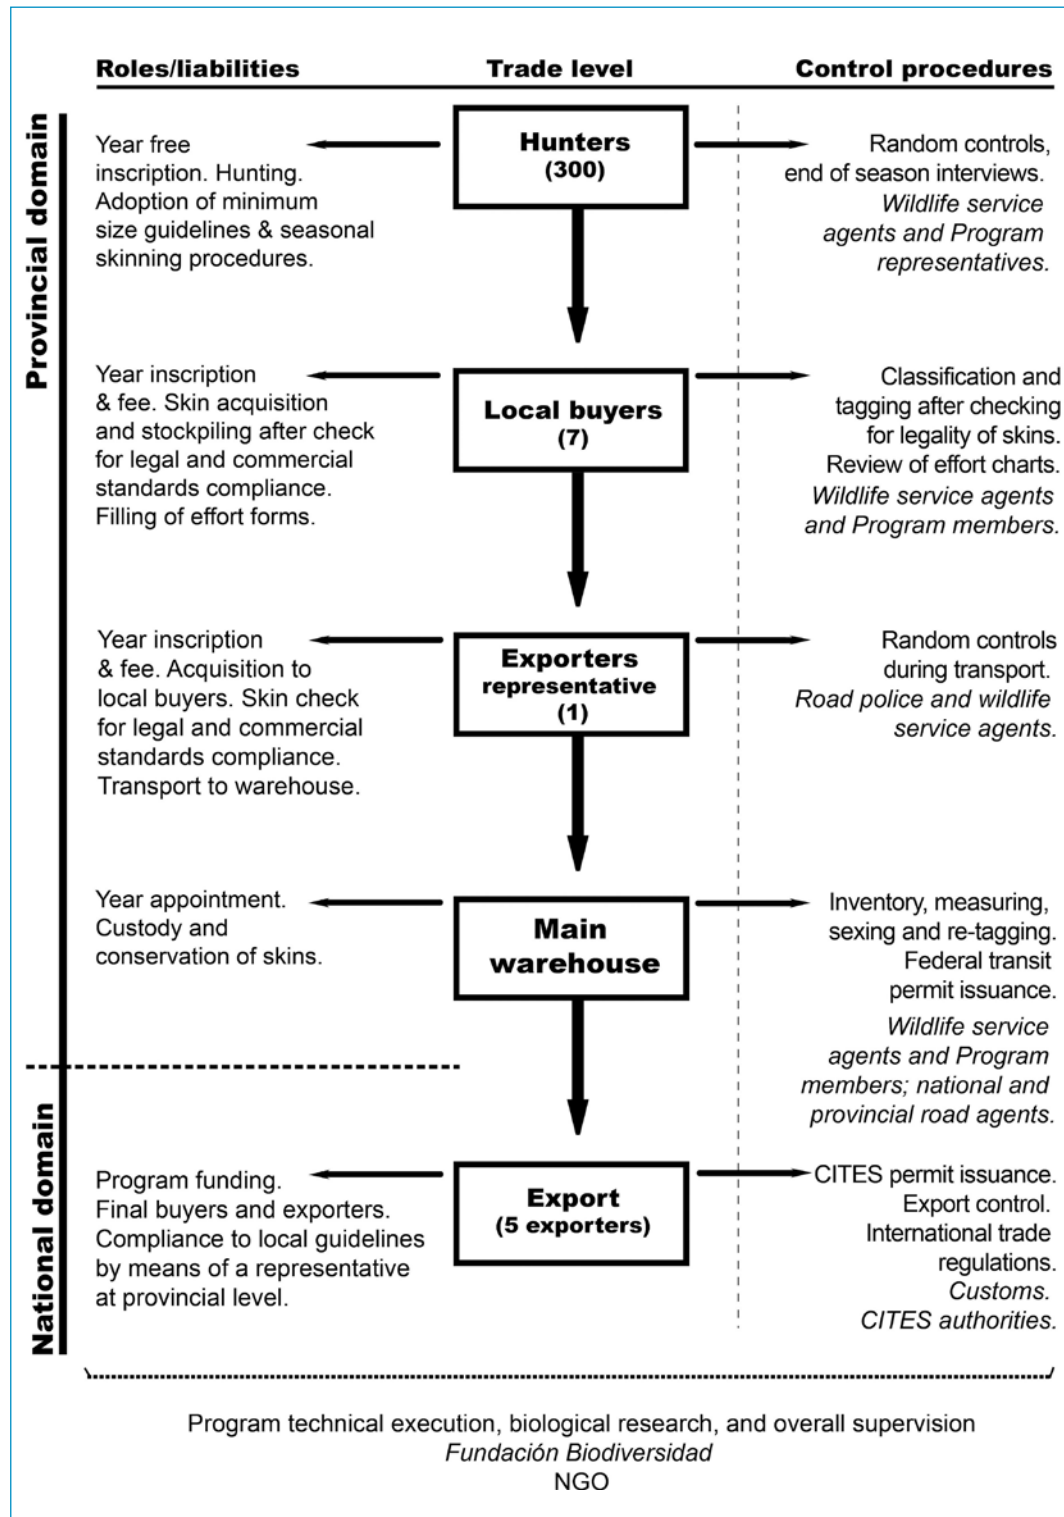 Roles/liabilities
Trade level
Control procedures
Provincial domain
Year free
inscription. Hunting.
Adoption of minimum
size guidelines & seasonal
skinning procedures.
Hunters
(300)
Random controls,
end of season interviews.
Wildlife service
agents and Program
representatives.
Year inscription
& fee. Skin acquisition
and stockpiling after check
for legal and commercial
standards compliance.
Filling of effort forms.
Local buyers
(7)
Classification and
tagging after checking
for legality of skins.
Review of effort charts.
Wildlife service agents
and Program members.
Year inscription
& fee. Acquisition to
local buyers. Skin check
for legal and commercial
standards compliance.
Transport to warehouse.
Exporters
representative
(1)
Random controls
during transport.
Road police and wildlife
service agents.
Year appointment.
Custody and
conservation of skins.
Main
warehouse
Inventory, measuring,
sexing and re-tagging.
Federal transit
permit issuance.
Wildlife service
agents and Program
members; national and
provincial road agents.
National domain
Program funding.
Final buyers and exporters.
Compliance to local guidelines
by means of a representative
at provincial level.
Export
(5 exporters)
CITES permit issuance.
Export control.
International trade
regulations.
Customs.
CITES authorities.
Program technical execution, biological research, and overall supervision
Fundación Biodiversidad
NGO